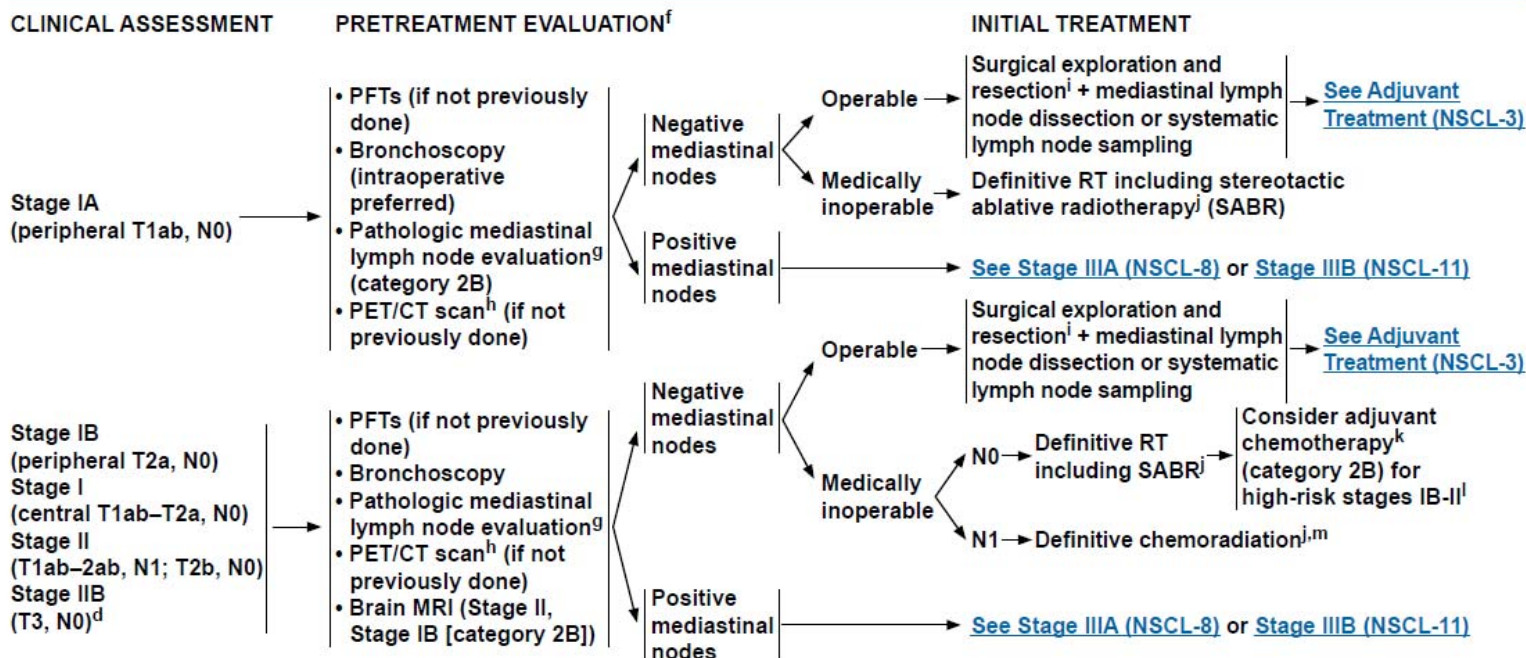 CLINICAL ASSESSMENT
PRETREATMENT EVALUATIONf
INITIAL TREATMENT
Stage IA
(peripheral T1ab, N0)
• PFTs (if not previously
done)
• Bronchoscopy
(intraoperative
preferred)
• Pathologic mediastinal
lymph node evaluationg
(category 2B)
• PET/CT scanh (if not
previously done)
Negative
mediastinal
nodes
Operable
Surgical exploration and
resectioni + mediastinal lymph
node dissection or systematic
lymph node sampling
See Adjuvant
Treatment (NSCL-3)
Medically
inoperable
Definitive RT including stereotactic
ablative radiotherapyj (SABR)
Positive
mediastinal
nodes
See Stage IIIA (NSCL-8) or Stage IIIB (NSCL-11)
Stage IB
(peripheral T2a, N0)
Stage I
(central T1ab–T2a, N0)
Stage II
(T1ab–2ab, N1; T2b, N0)
Stage IIB
(T3, N0)d
• PFTs (if not previously
done)
• Bronchoscopy
• Pathologic mediastinal
lymph node evaluationg
• PET/CT scanh (if not
previously done)
• Brain MRI (Stage II,
Stage IB [category 2B])
Negative
mediastinal
nodes
Operable
Surgical exploration and
resectioni + mediastinal lymph
node dissection or systematic
lymph node sampling
See Adjuvant
Treatment (NSCL-3)
Medically
inoperable
N0
Definitive RT
including SABRj
Consider adjuvant
chemotherapyk
(category 2B) for
high-risk stages IB-IIl
N1
Definitive chemoradiationj,m
Positive
mediastinal
nodes
See Stage IIIA (NSCL-8) or Stage IIIB (NSCL-11)